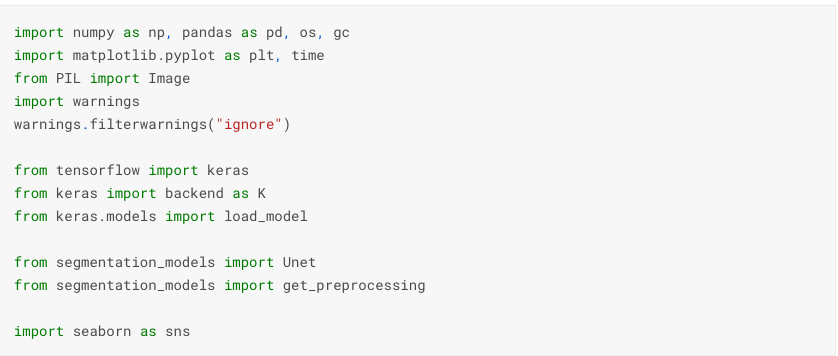 import numpy as np, pandas as pd, os, gc
import matplotlib.pyplot as plt, time
from PIL import Image
import warnings
warnings.filterwarnings("ignore")
from tensorflow import keras
from keras import backend as K
from keras.models import load_model
from segmentation_models import Unet
from segmentation_models import get_preprocessing
import seaborn as sns